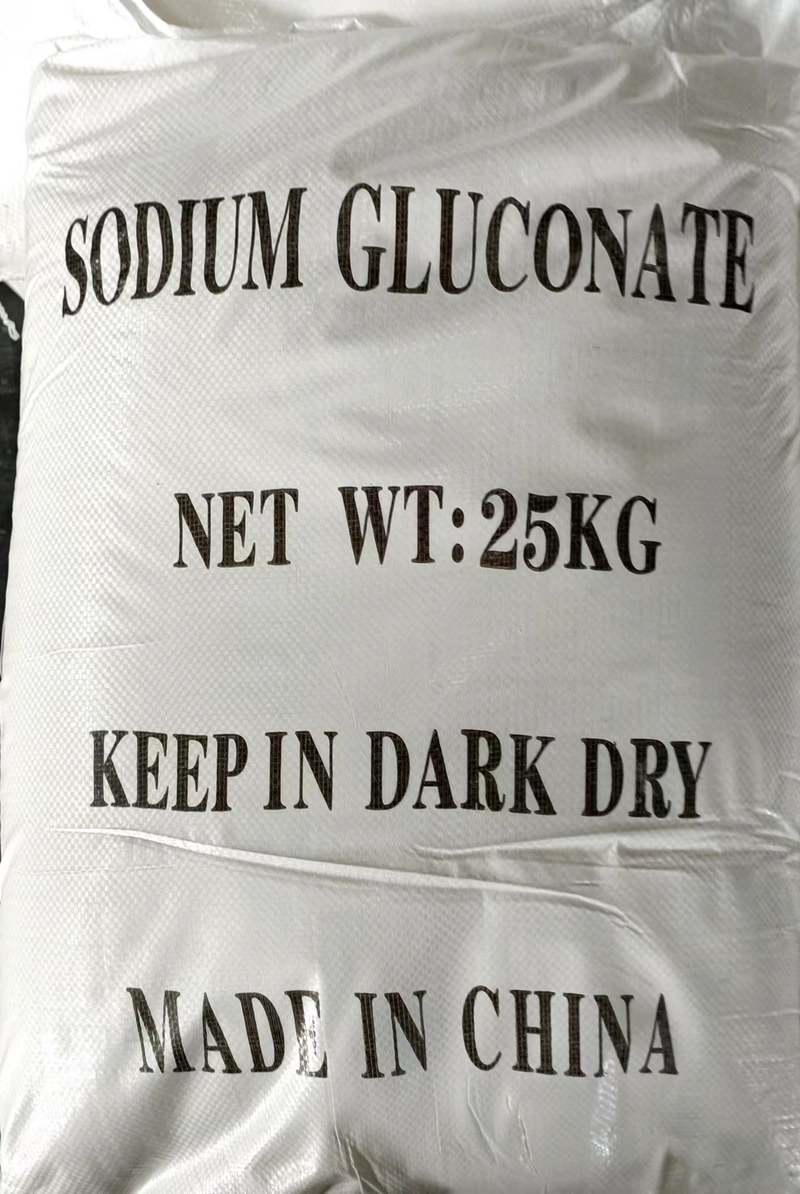 SODIUM GLUCONATE
NET WT:25KG
KEEP IN DARK DRY
MADE IN CHINA